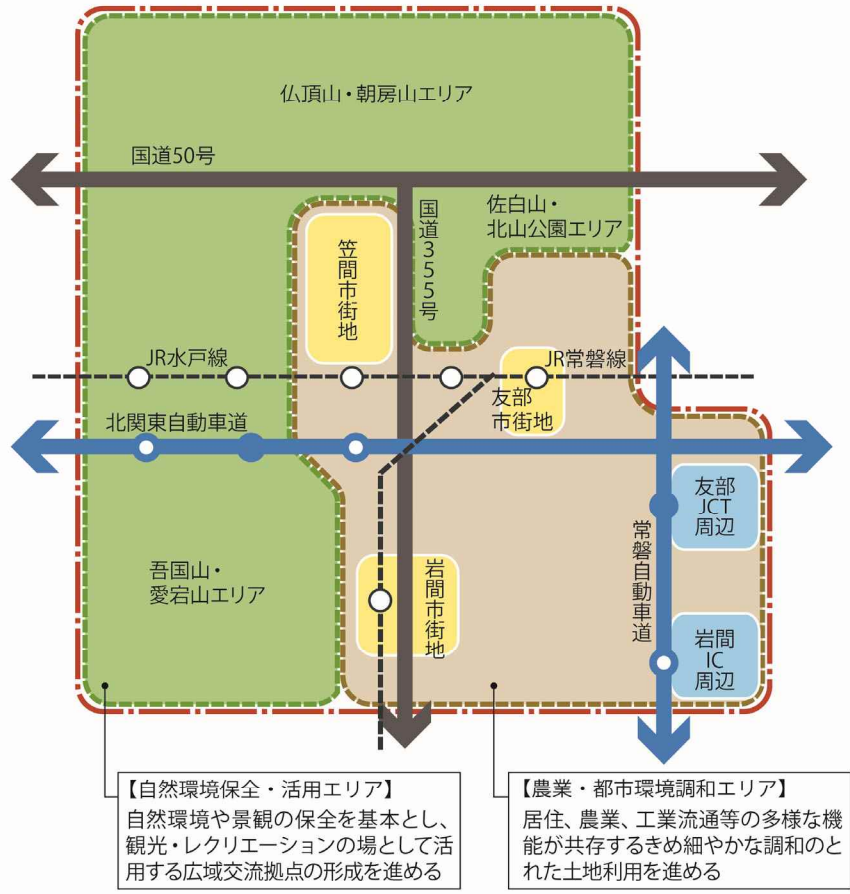 仏頂山・朝房山エリア
国道50号
佐白山・
北山公園エリア
国道355号
笠間市街地
JR水戸線
JR常磐線
友部
市街地
北関東自動車道
友部
JCT
周辺
常磐自動車道
吾国山・
愛宕山エリア
岩間市街地
岩間
IC
周辺
【自然環境保全・活用エリア】
自然環境や景観の保全を基本とし、
観光・レクリエーションの場として活
用する広域交流拠点の形成を進める
【農業・都市環境調和エリア】
居住、農業、工業流通等の多様な機
能が共存するきめ細やかな調和のと
れた土地利用を進める